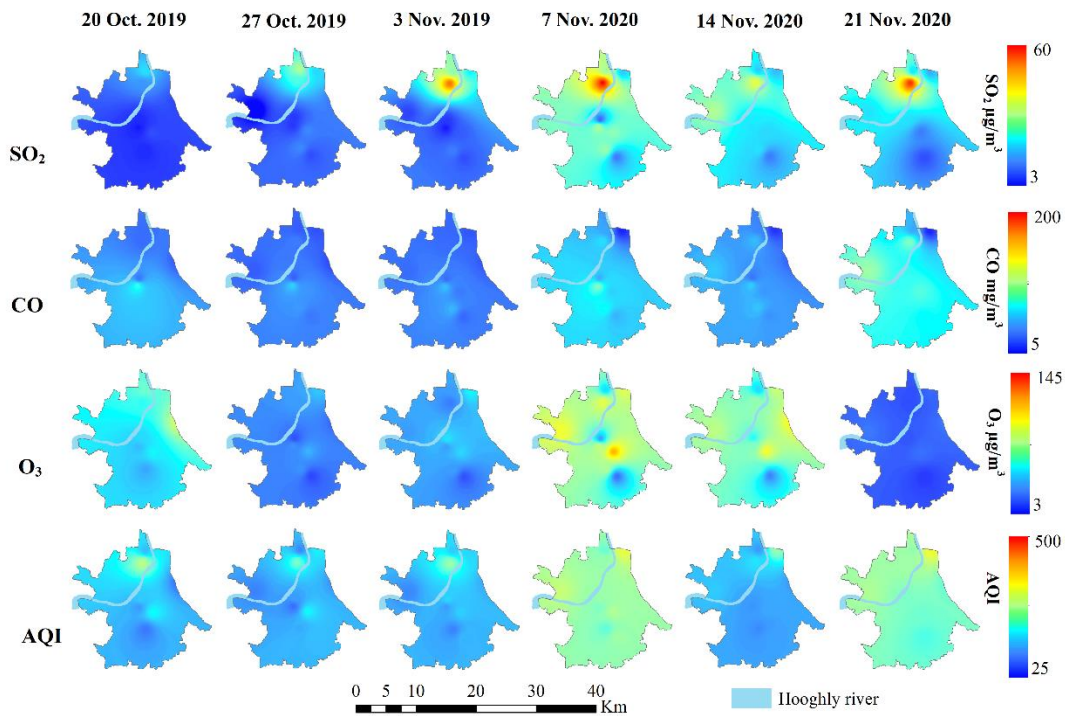 20 Oct. 2019 27 Oct. 2019 3 Nov. 2019 7 Nov. 2020 14 Nov. 2020 21 Nov. 2020
SO₂
60
SO₂ µg/m³
3
CO
200
CO mg/m³
5
O₃
145
O₃ µg/m³
3
AQI
500
AQI
25
0 5 10 20 30 40
Km
Hooghly river